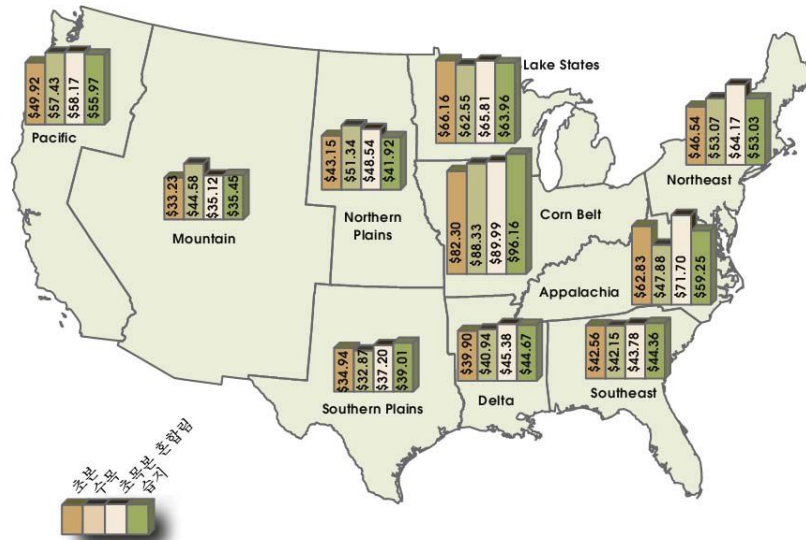 Lake States
$66.16
$62.55
$65.81
$63.96
$49.92
$57.43
$58.17
$55.97
Pacific
$46.54
$53.07
$64.17
$53.03
Northeast
$43.15
$51.34
$48.54
$41.92
Northern
Plains
$33.23
$44.58
$35.12
$35.45
Mountain
$82.30
$88.33
$89.99
$96.16
Corn Belt
$62.83
$47.88
$71.70
$59.25
Appalachia
$34.94
$32.87
$37.20
$39.01
Southern Plains
$39.90
$40.94
$45.38
$44.67
Delta
$42.56
$42.15
$43.78
$44.36
Southeast
초본
수목
초목본 혼합림
습지